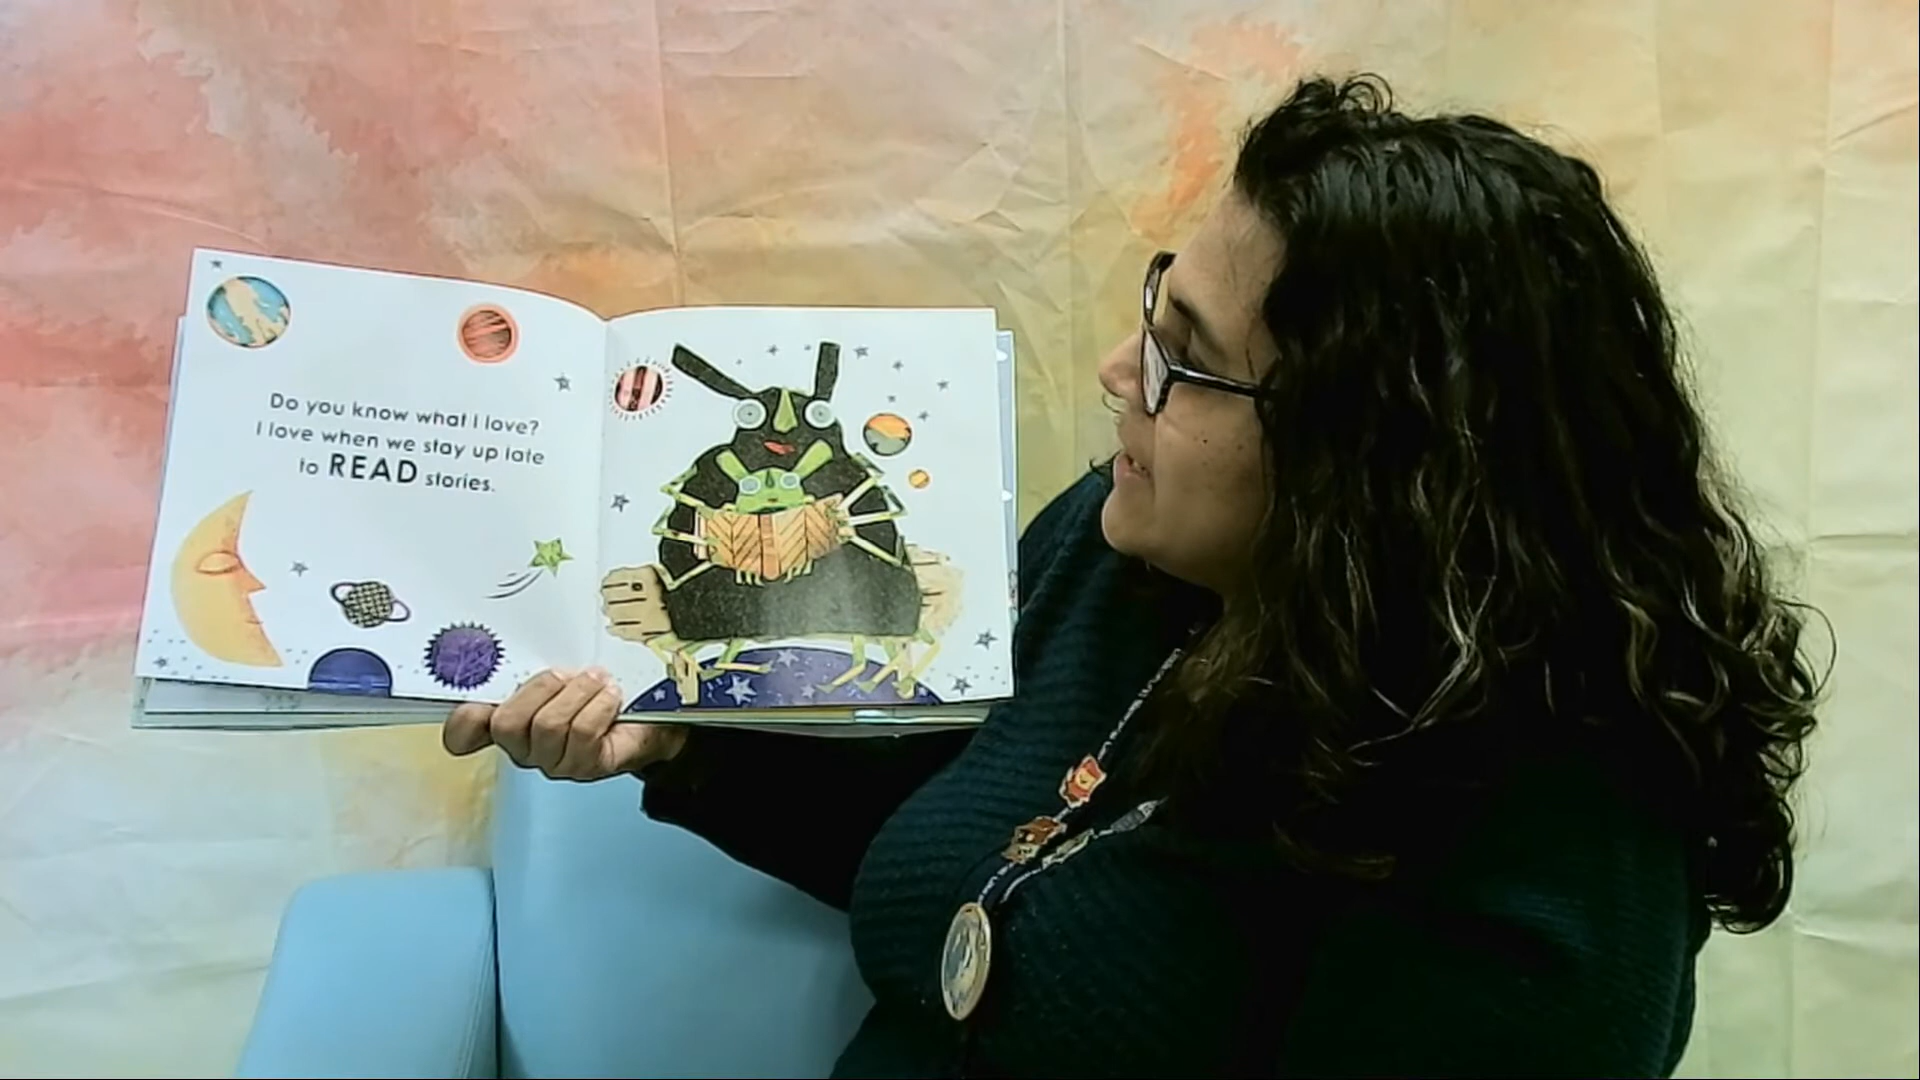 Do you know what I love?
I love when we stay up late
to READ stories.